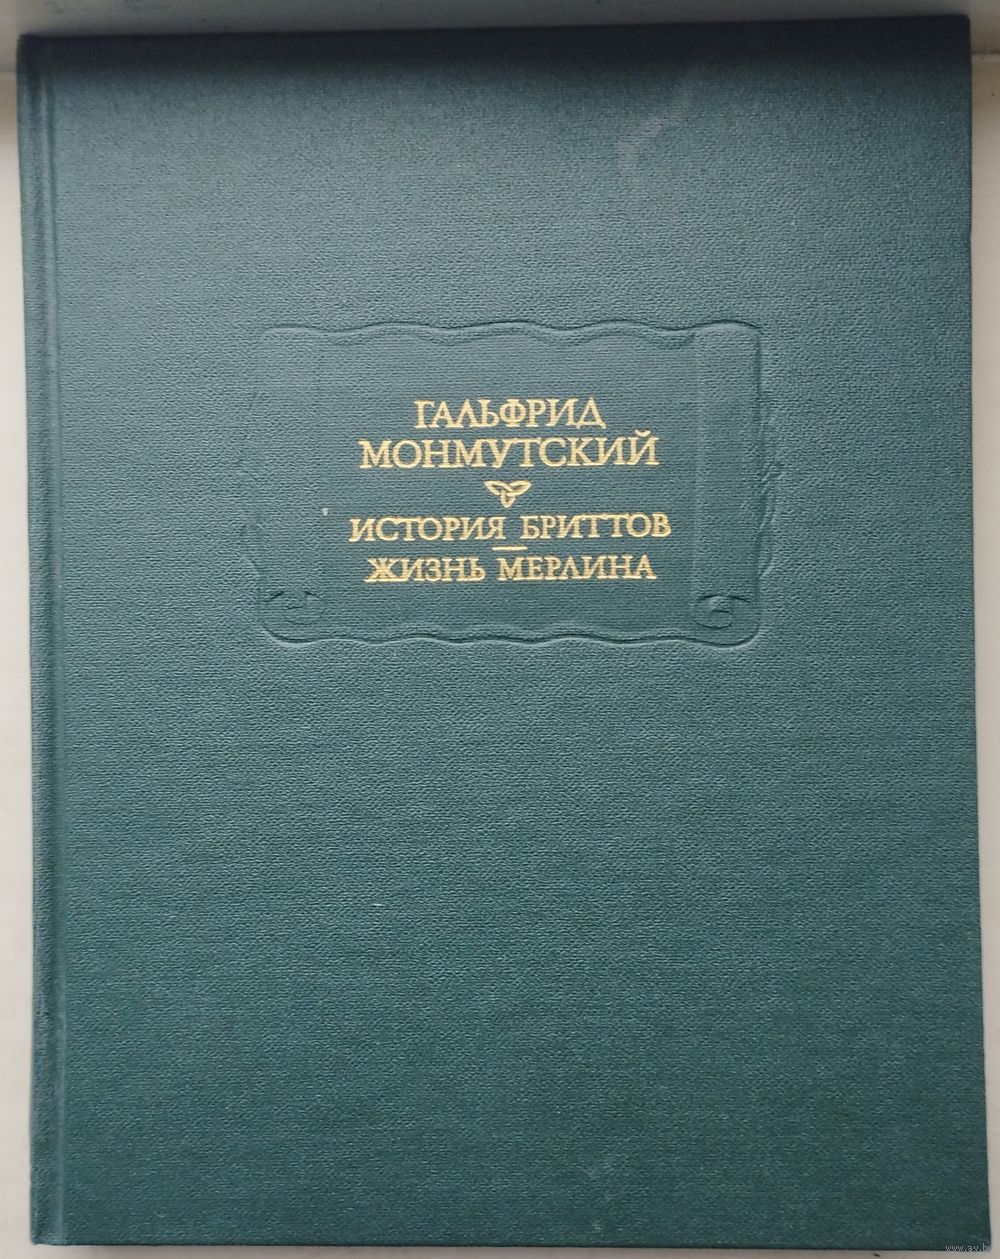 ГАЛЬФРИД
МОНМУТСКИЙ
ИСТОРИЯ БРИТТОВ
ЖИЗНЬ МЕРЛИНА